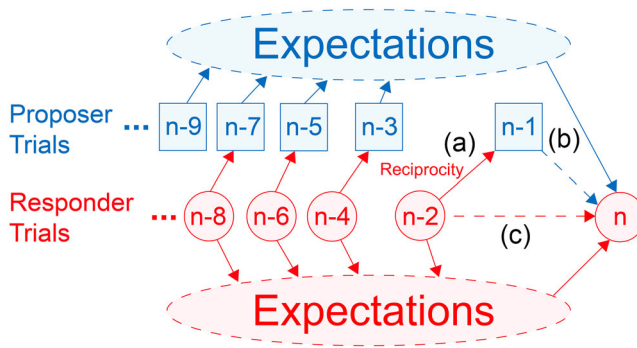 Expectations
Proposer
Trials
... n-9 n-7 n-5 n-3 n-1
(a) (b)
Reciprocity
Responder
Trials
... n-8 n-6 n-4 n-2 n
(c)
Expectations